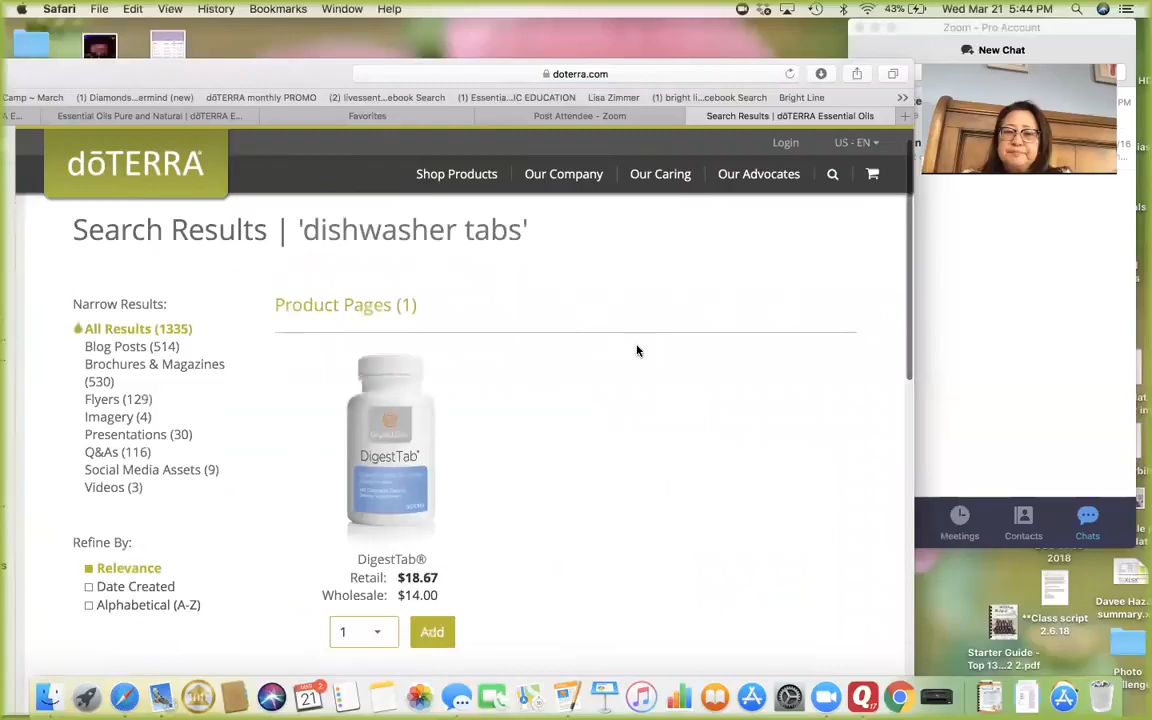 Safari File Edit View History Bookmarks Window Help
43% Wed Mar 21 5:44 PM
Zoom - Pro Account
New Chat
doterra.com
Camp ~ March (1) Diamonds...ermind (new) dōTERRA monthly PROMO (2) livessent...ebook Search (1) Essentia...IC EDUCATION Lisa Zimmer (1) bright li...cebook Search Bright Line >>
E... Essential Oils Pure and Natural | dōTERRA E... Favorites Post Attendee - Zoom Search Results | dōTERRA Essential Oils +
PM
dōTERRA
Login US - EN
/16
Shop Products Our Company Our Caring Our Advocates
Search Results | 'dishwasher tabs'
Narrow Results:
All Results (1335)
Blog Posts (514)
Brochures & Magazines
(530)
Flyers (129)
Imagery (4)
Presentations (30)
Q&As (116)
Social Media Assets (9)
Videos (3)
Refine By:
Relevance
Date Created
Alphabetical (A-Z)
Product Pages (1)
DigestTab
DigestTab®
Retail: $18.67
Wholesale: $14.00
1
Add
Meetings Contacts Chats
2018
**Class script
2.6.18
Davee Haz
summary.
Starter Guide -
Top 13...2 2.pdf
Photo
llenge
MAR
21